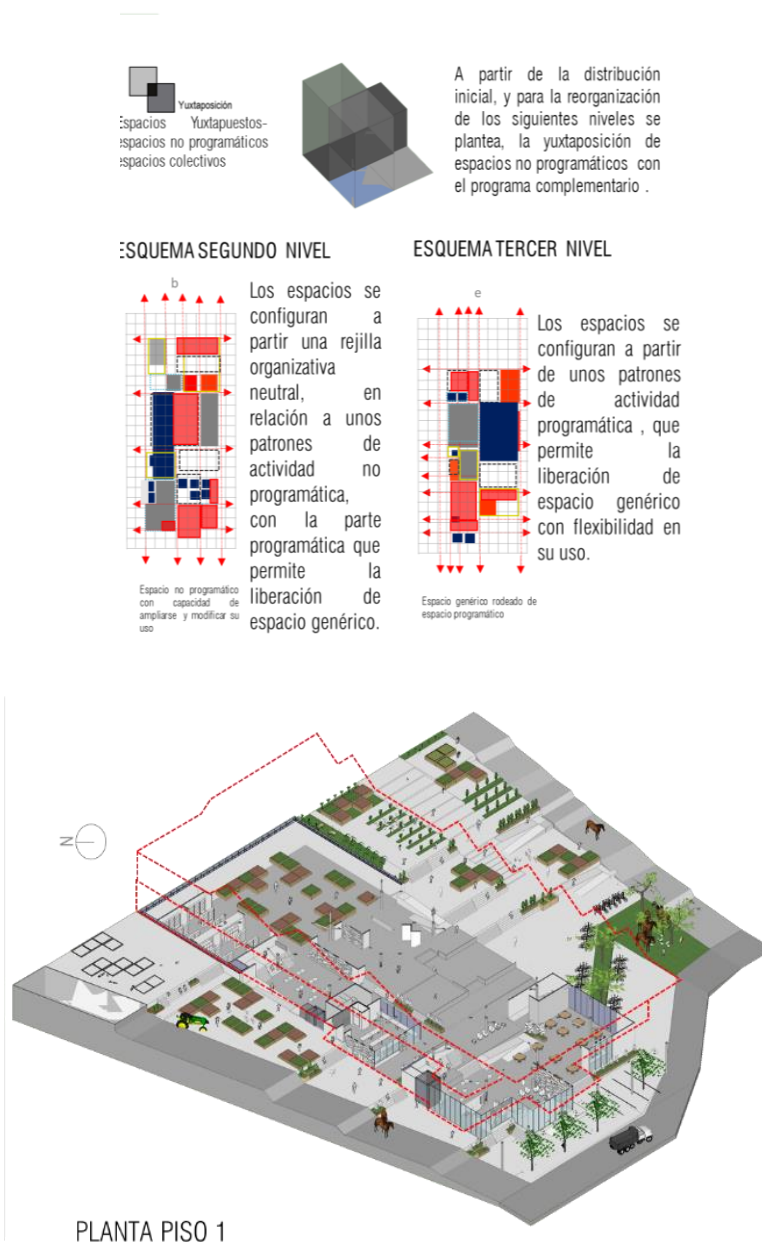 Yuxtaposición
Espacios Yuxtapuestos-
espacios no programáticos
espacios colectivos
A partir de la distribución
inicial, y para la reorganización
de los siguientes niveles se
plantea, la yuxtaposición de
espacios no programáticos con
el programa complementario .
ESQUEMA SEGUNDO NIVEL
b
Los espacios se
configuran a
partir una rejilla
organizativa
neutral, en
relación a unos
patrones de
actividad no
programática,
con la parte
programática que
permite la
liberación de
espacio genérico.
Espacio no programático
con capacidad de
ampliarse y modificar su
uso
ESQUEMA TERCER NIVEL
e
Los espacios se
configuran a partir
de unos patrones
de actividad
programática , que
permite la
liberación de
espacio genérico
con flexibilidad en
su uso.
Espacio genérico rodeado de
espacio programático
N
PLANTA PISO 1